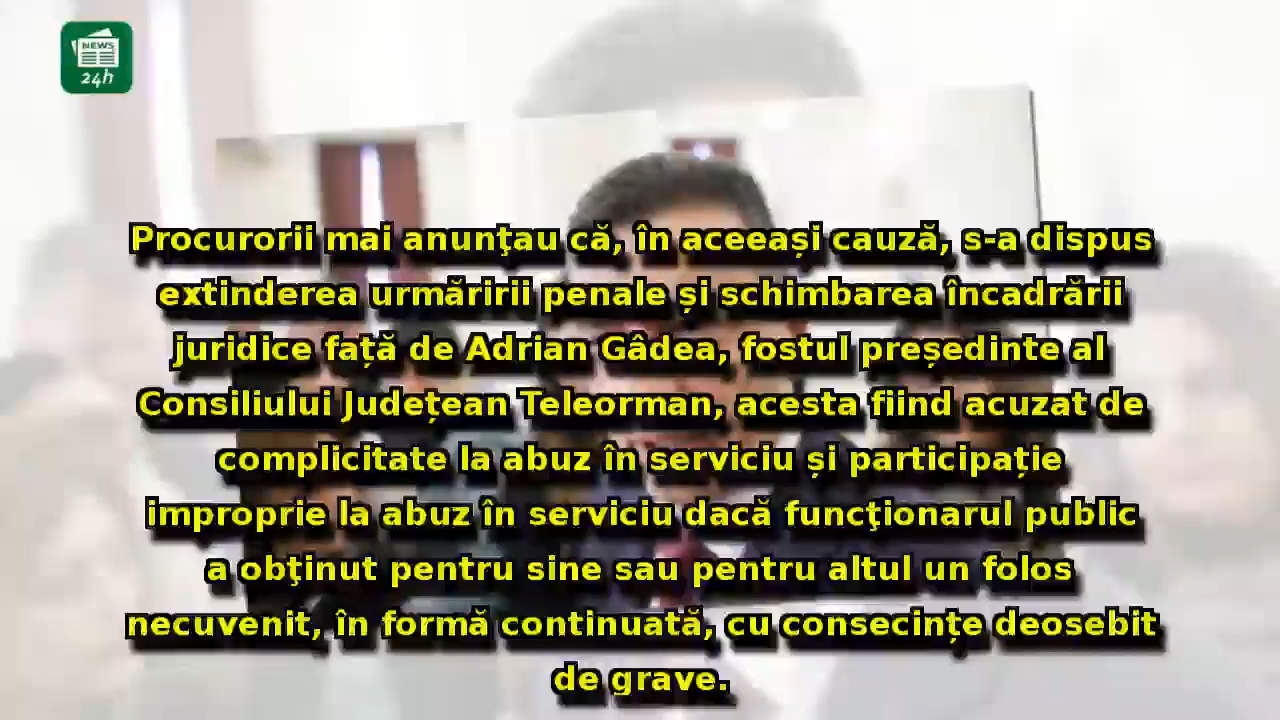 NEWS
24h
Procurorii mai anunţau că, în aceeași cauză, s-a dispus
extinderea urmăririi penale și schimbarea încadrării
juridice față de Adrian Gâdea, fostul președinte al
Consiliului Județean Teleorman, acesta fiind acuzat de
complicitate la abuz în serviciu și participație
improprie la abuz în serviciu dacă funcţionarul public
a obţinut pentru sine sau pentru altul un folos
necuvenit, în formă continuată, cu consecințe deosebit
de grave.